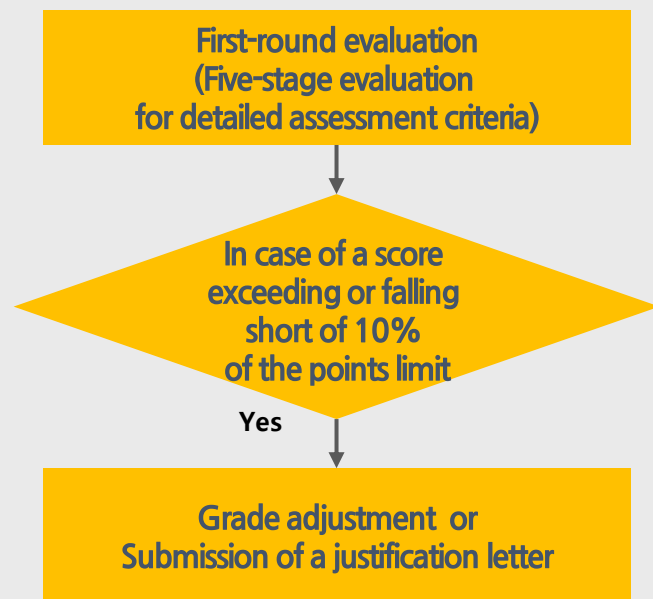 First-round evaluation
(Five-stage evaluation
for detailed assessment criteria)
In case of a score
exceeding or falling
short of 10%
of the points limit
Yes
Grade adjustment or
Submission of a justification letter